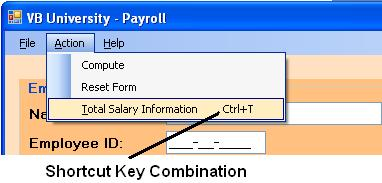 VB University - Payroll
File Action Help
Compute
Reset Form
Total Salary Information Ctrl+T
Employee ID:
Shortcut Key Combination